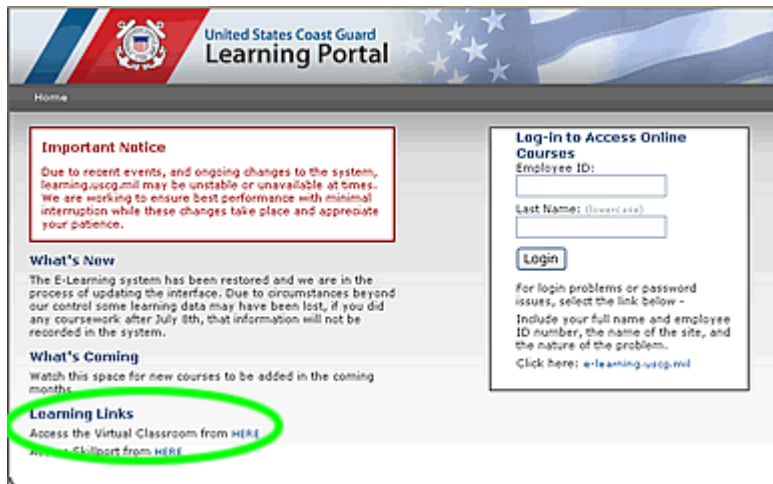 United States Coast Guard
Learning Portal
Home
Important Notice
Due to recent events, and ongoing changes to the system,
learning.uscg.mil may be unstable or unavailable at times.
We are working to ensure best performance with minimal
interruption while these changes take place and appreciate
your patience.
What's New
The E-Learning system has been restored and we are in the
process of updating the interface. Due to circumstances beyond
our control some learning data may have been lost, if you did
any coursework after July 8th, that information will not be
recorded in the system.
What's Coming
Watch this space for new courses to be added in the coming
months.
Learning Links
Access the Virtual Classroom from HERE
Access Skillport from HERE
Log-in to Access Online
Courses
Employee ID:
Last Name: (lowercase)
Login
For login problems or password
issues, select the link below -
Include your full name and employee
ID number, the name of the site, and
the nature of the problem.
Click here: e-learning.uscg.mil